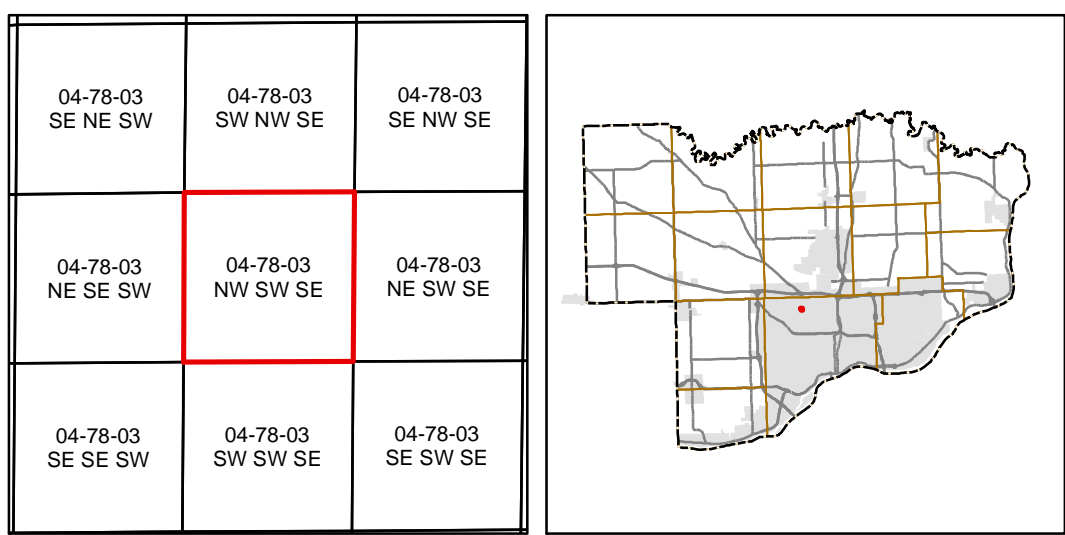 04-78-03
SE NE SW
04-78-03
SW NW SE
04-78-03
SE NW SE
04-78-03
NE SE SW
04-78-03
NW SW SE
04-78-03
NE SW SE
04-78-03
SE SE SW
04-78-03
SW SW SE
04-78-03
SE SW SE